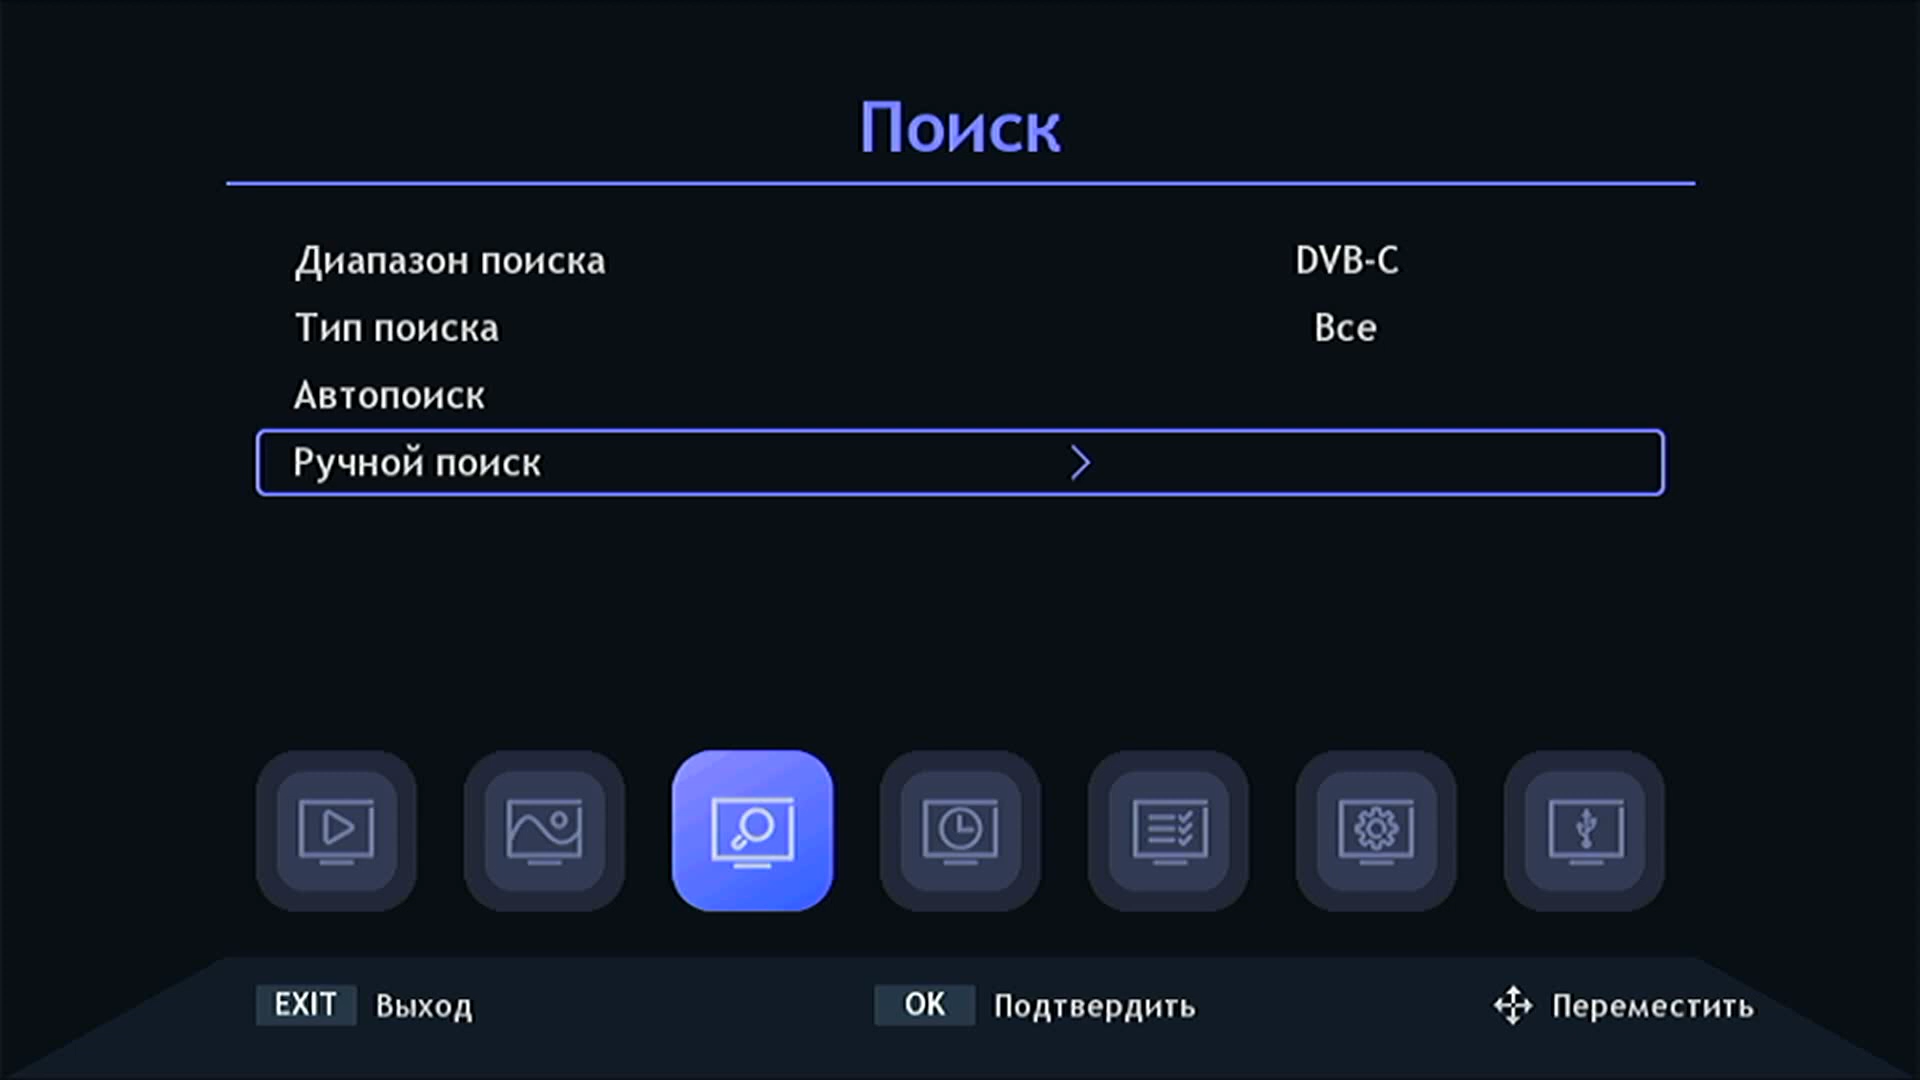 Поиск
Диапазон поиска DVB-C
Тип поиска Все
Автопоиск
Ручной поиск
EXIT Выход OK Подтвердить Переместить